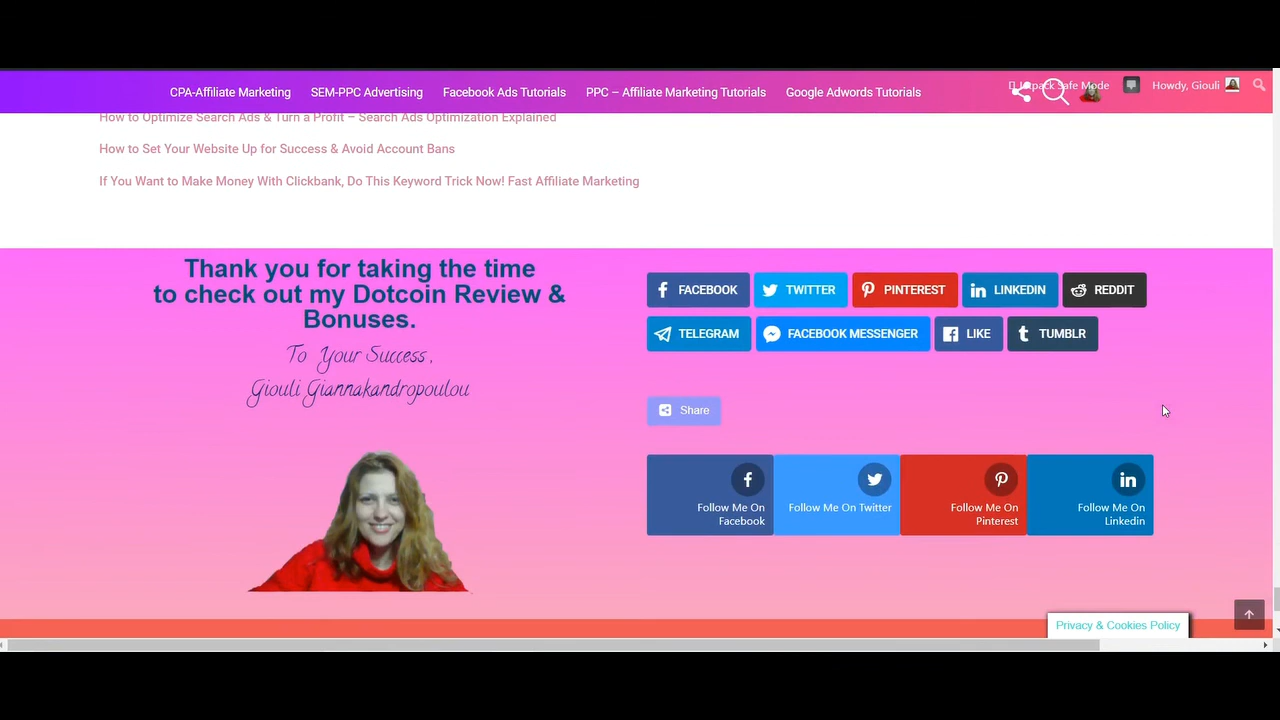 CPA-Affiliate Marketing SEM-PPC Advertising Facebook Ads Tutorials PPC – Affiliate Marketing Tutorials Google Adwords Tutorials
Safe Mode
Howdy, Giouli
How to Optimize Search Ads & Turn a Profit – Search Ads Optimization Explained
How to Set Your Website Up for Success & Avoid Account Bans
If You Want to Make Money With Clickbank, Do This Keyword Trick Now! Fast Affiliate Marketing
Thank you for taking the time
to check out my Dotcoin Review &
Bonuses.
To Your Success,
Giouli Giannakandropoulou
FACEBOOK TWITTER PINTEREST LINKEDIN REDDIT
TELEGRAM FACEBOOK MESSENGER LIKE TUMBLR
Share
Follow Me On
Facebook
Follow Me On Twitter
Follow Me On
Pinterest
Follow Me On
Linkedin
Privacy & Cookies Policy